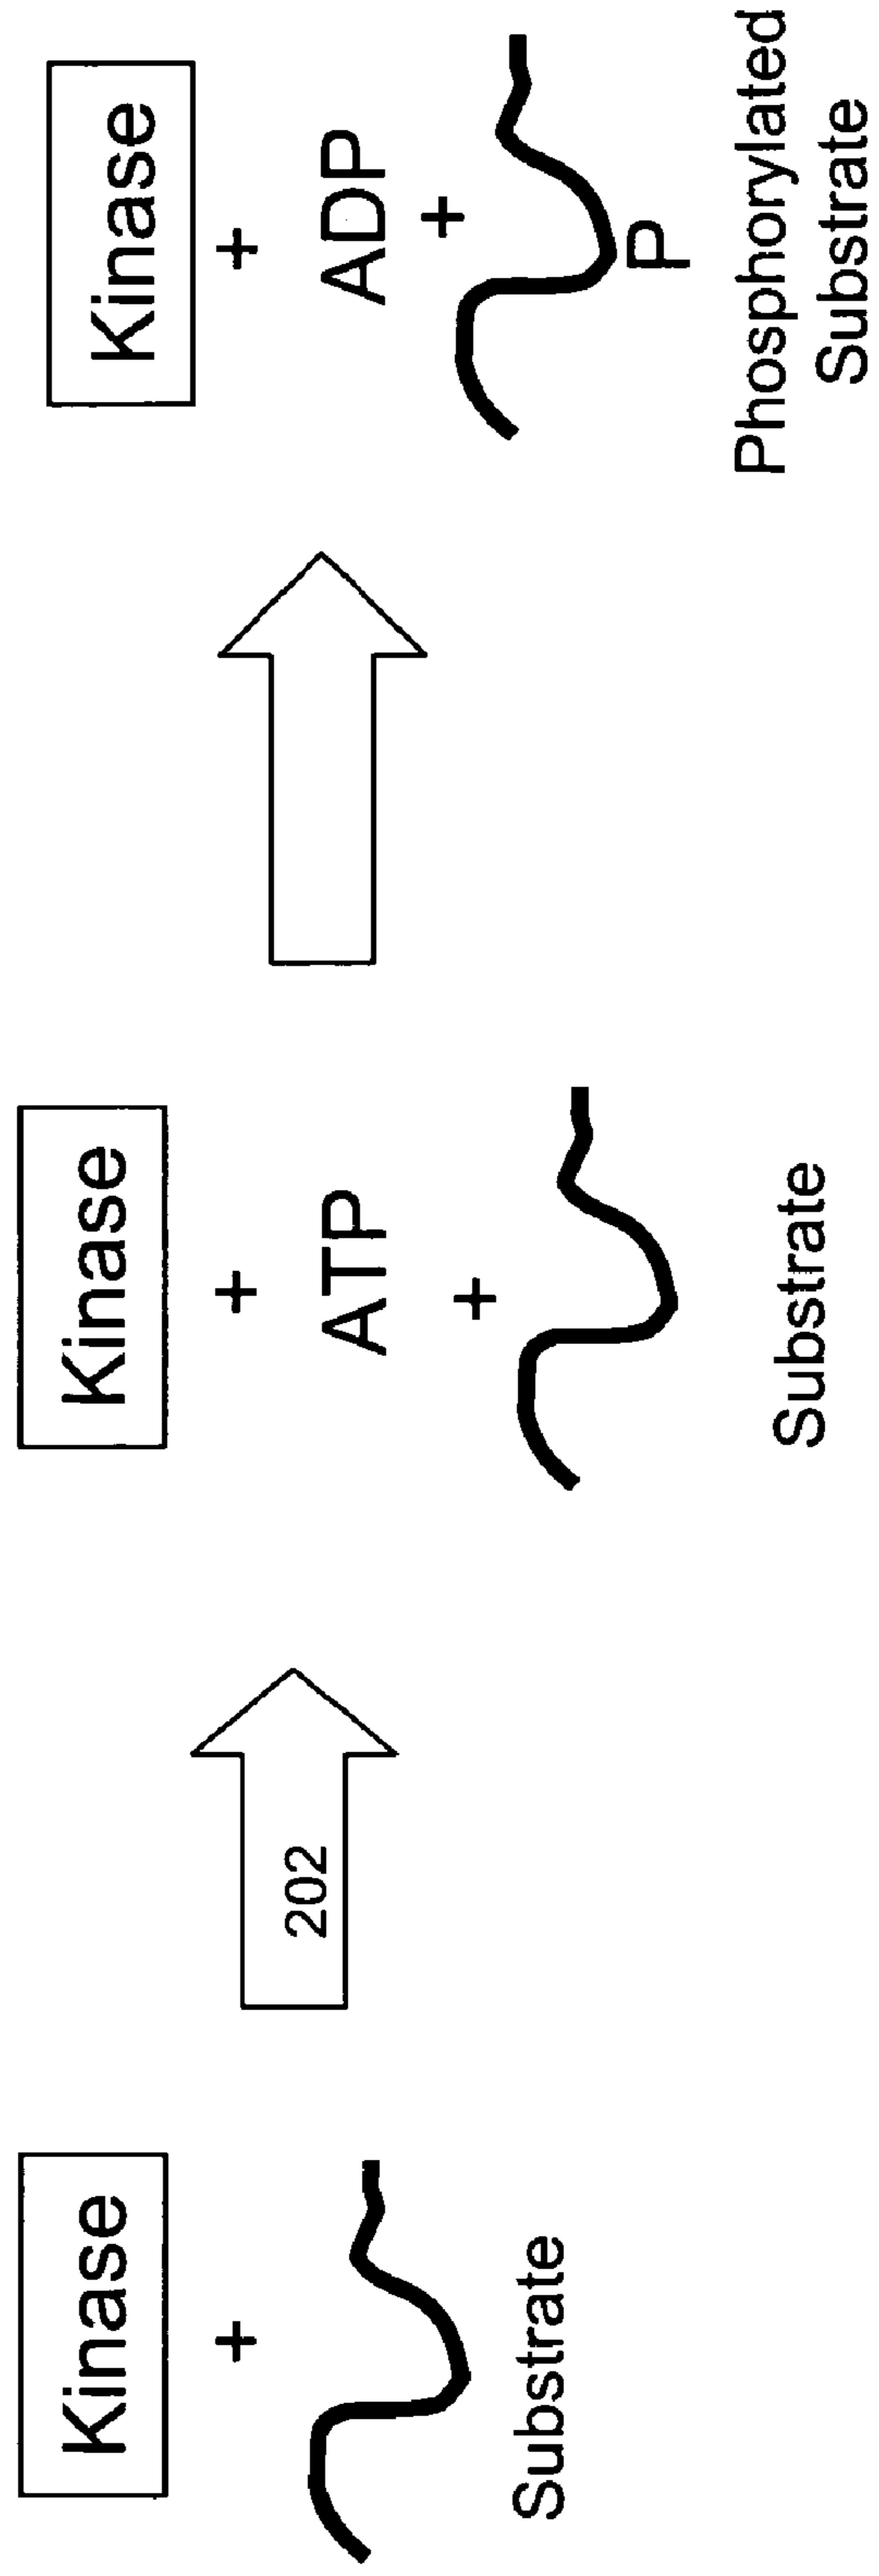 Kinase
+
Substrate
202
Kinase
+
ATP
+
Substrate
Kinase
+
ADP
+
P
Phosphorylated
Substrate